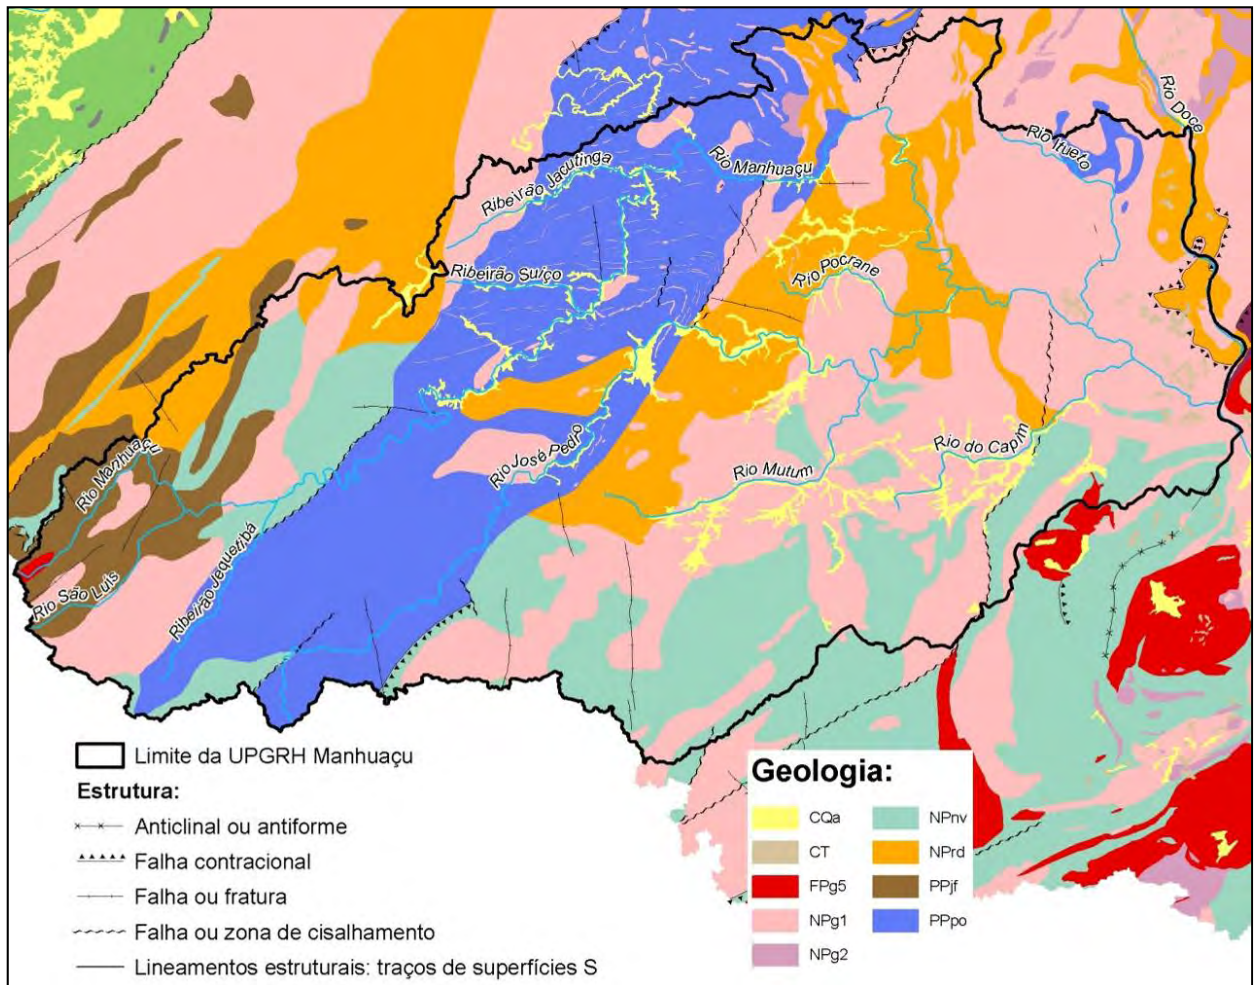 Rio Doce
Rio Itueto
Rio Manhuaçu
Ribeirão Jacutinga
Ribeirão Suíço
Rio Pocrane
Rio Manhuaçu
Rio José Pedro
Rio do Capim
Rio Mutum
Ribeirão Jequeribá
Rio São Luis
Limite da UPGRH Manhuaçu
Estrutura:
Anticlinal ou antiforme
Falha contracional
Falha ou fratura
Falha ou zona de cisalhamento
Lineamentos estruturais: traços de superfícies S
Geologia:
CQa
CT
FPg5
NPg1
NPg2
NPnv
NPrd
PPjf
PPpo